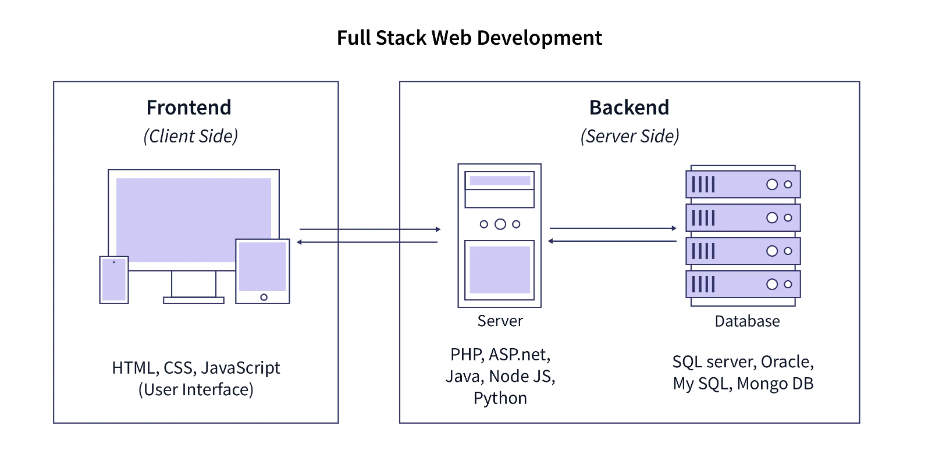 Full Stack Web Development
Frontend
(Client Side)
HTML, CSS, JavaScript
(User Interface)
Backend
(Server Side)
Server
PHP, ASP.net,
Java, Node JS,
Python
Database
SQL server, Oracle,
My SQL, Mongo DB